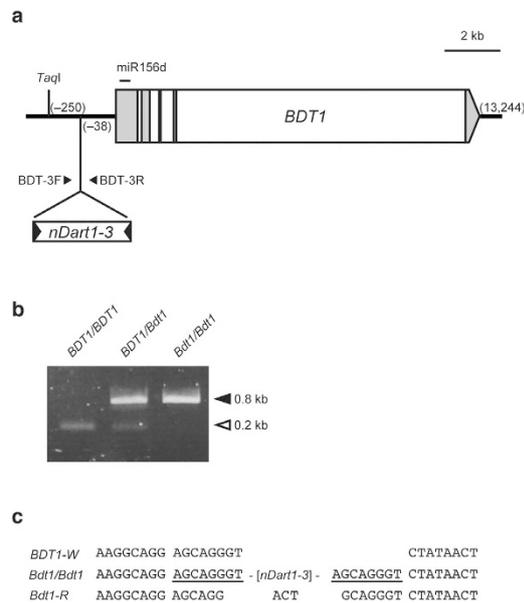 a
2 kb
miR156d
TaqI
(–250)
(–38)
BDT1
(13,244)
BDT-3F
BDT-3R
nDart1-3
b
BDT1/BDT1
BDT1/Bdt1
Bdt1/Bdt1
0.8 kb
0.2 kb
c
BDT1-W AAGGCAGG AGCAGGGT CTATAACT
Bdt1/Bdt1 AAGGCAGG AGCAGGGT - [nDart1-3] - AGCAGGGT CTATAACT
Bdt1-R AAGGCAGG AGCAGG ACT GCAGGGT CTATAACT